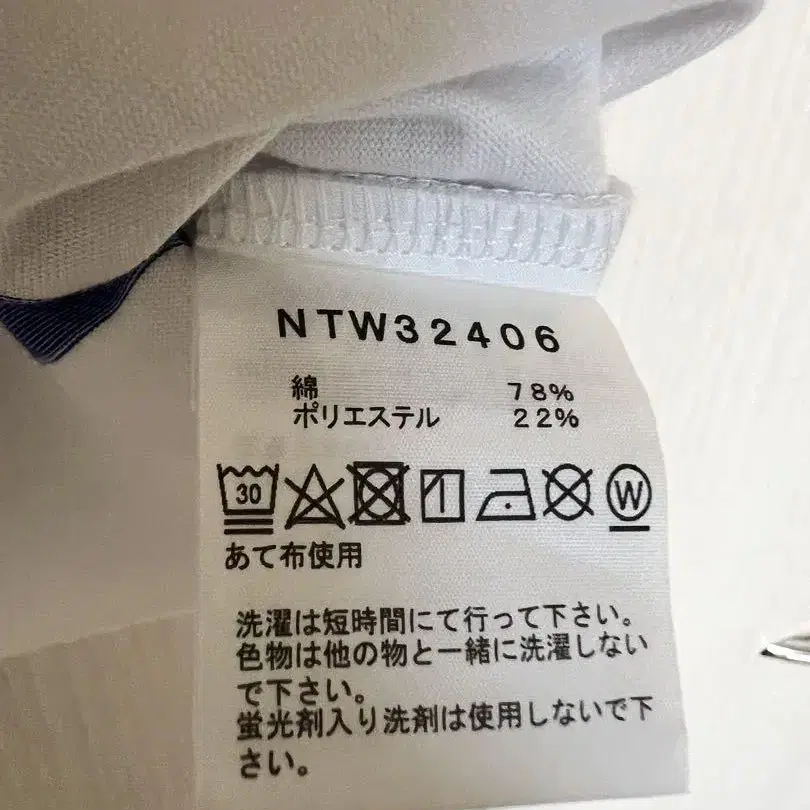 NTW32406
綿 78%
ポリエステル 22%
30 W
あて布使用
洗濯は短時間にて行って下さい。
色物は他の物と一緒に洗濯しない
で下さい。
蛍光剤入り洗剤は使用しないで下
さい。